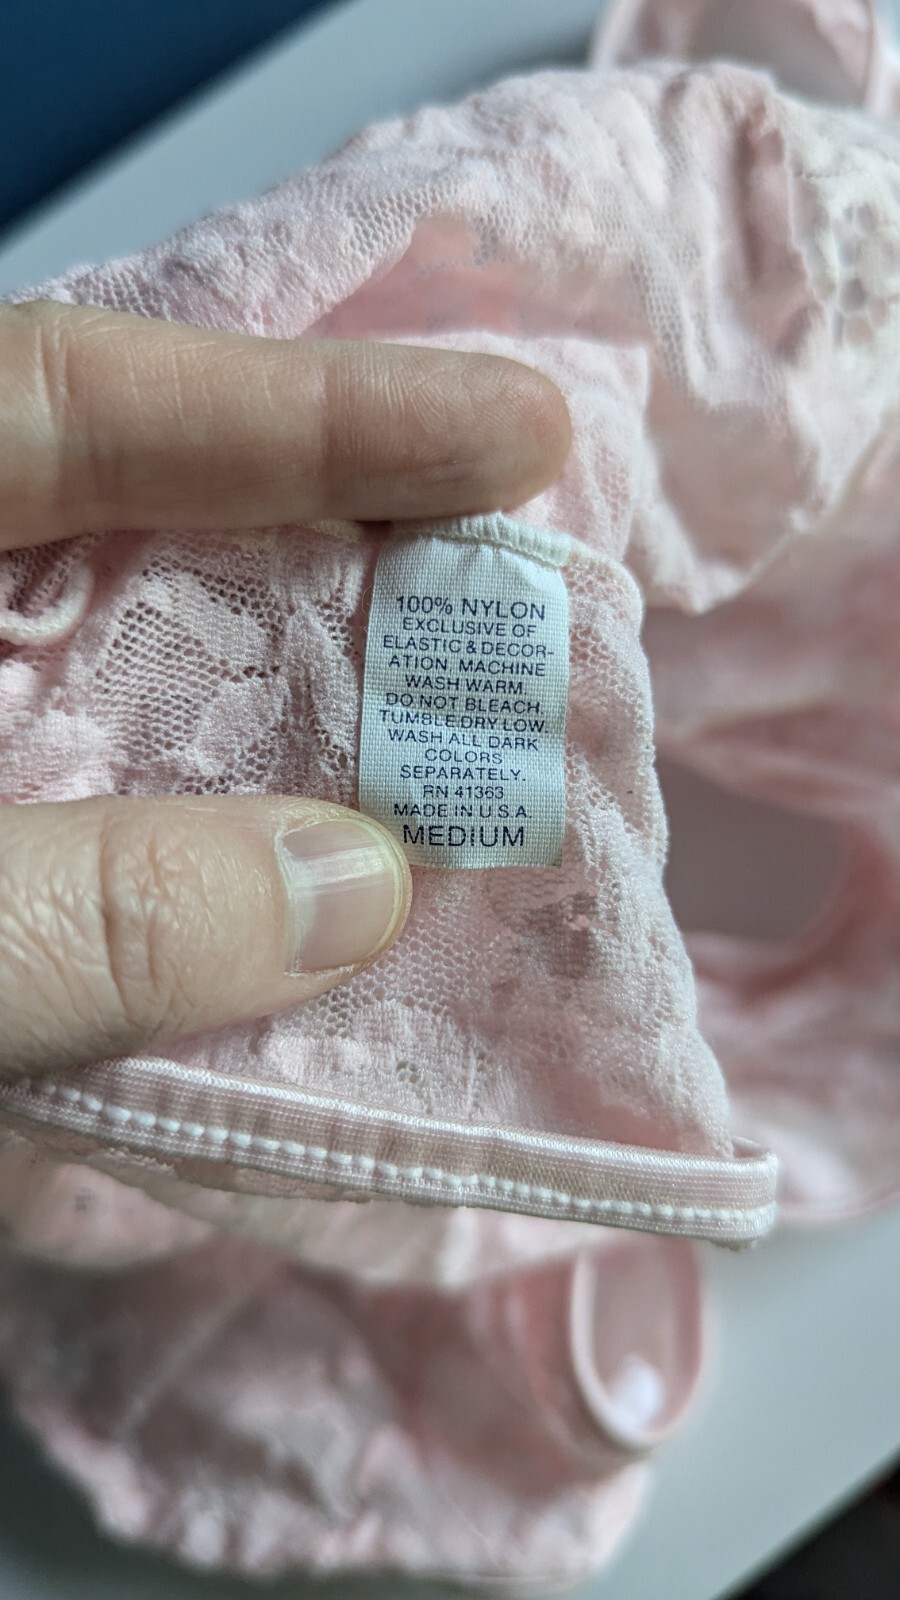 100% NYLON
EXCLUSIVE OF
ELASTIC & DECOR-
ATION. MACHINE
WASH WARM.
DO NOT BLEACH.
TUMBLE DRY LOW.
WASH ALL DARK
COLORS
SEPARATELY.
RN 41363
MADE IN U.S.A.
MEDIUM